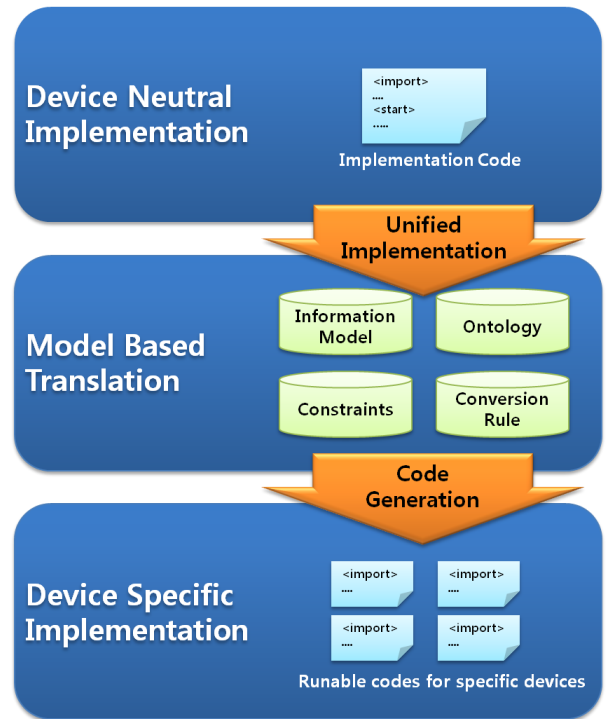 Device Neutral
Implementation
<import>
....
<start>
.....
Implementation Code
Unified
Implementation
Model Based
Translation
Information
Model
Ontology
Constraints
Conversion
Rule
Code
Generation
Device Specific
Implementation
<import>
....
<import>
....
<import>
....
<import>
....
Runable codes for specific devices